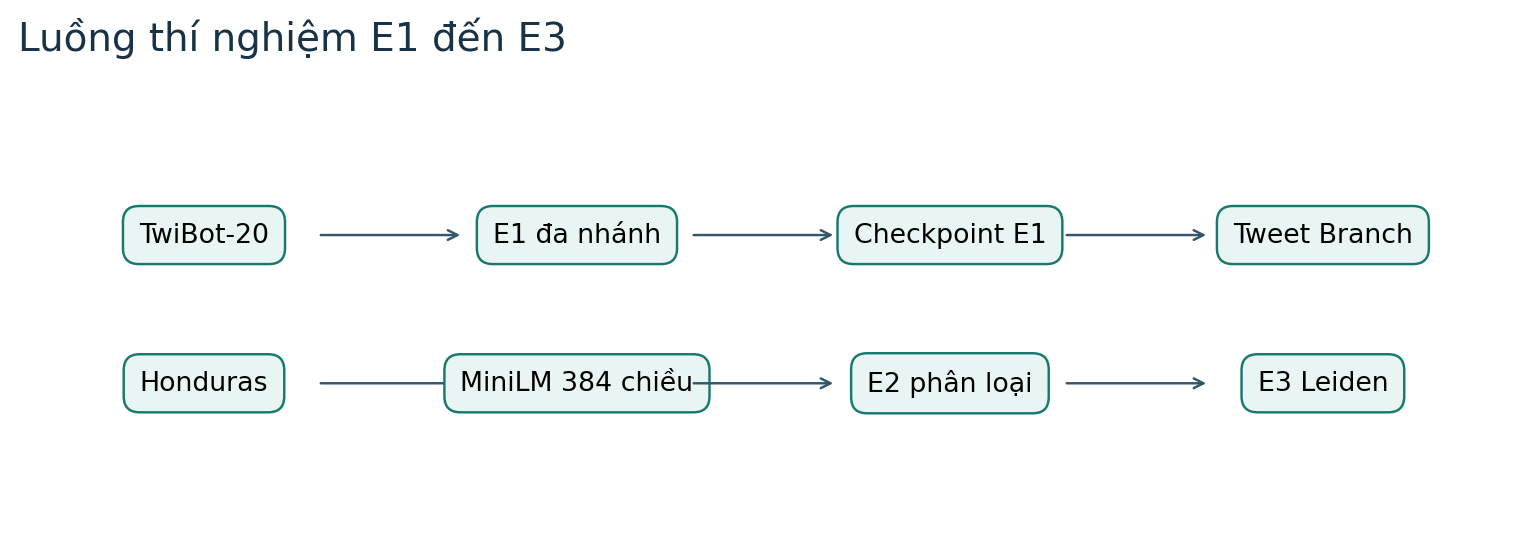 Luồng thí nghiệm E1 đến E3
TwiBot-20
E1 đa nhánh
Checkpoint E1
Tweet Branch
Honduras
MiniLM 384 chiều
E2 phân loại
E3 Leiden